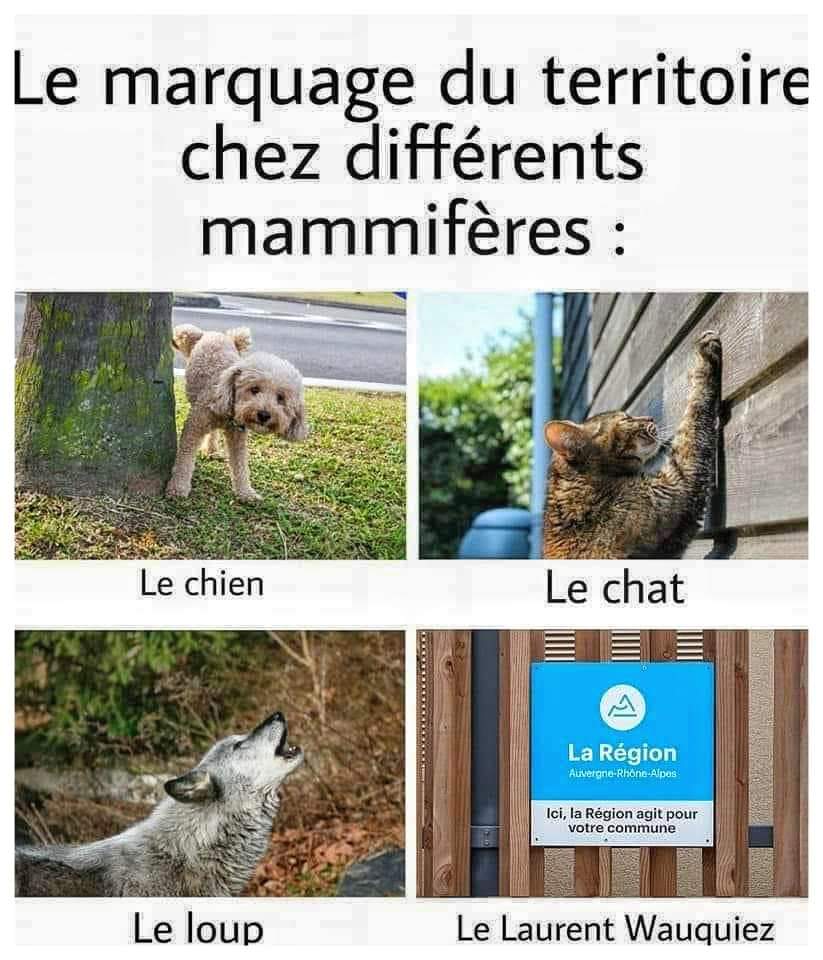 Le marquage du territoire
chez différents
mammifères :
Le chien
Le chat
La Région
Auvergne-Rhône-Alpes
Ici, la Région agit pour
votre commune
Le loup
Le Laurent Wauquiez